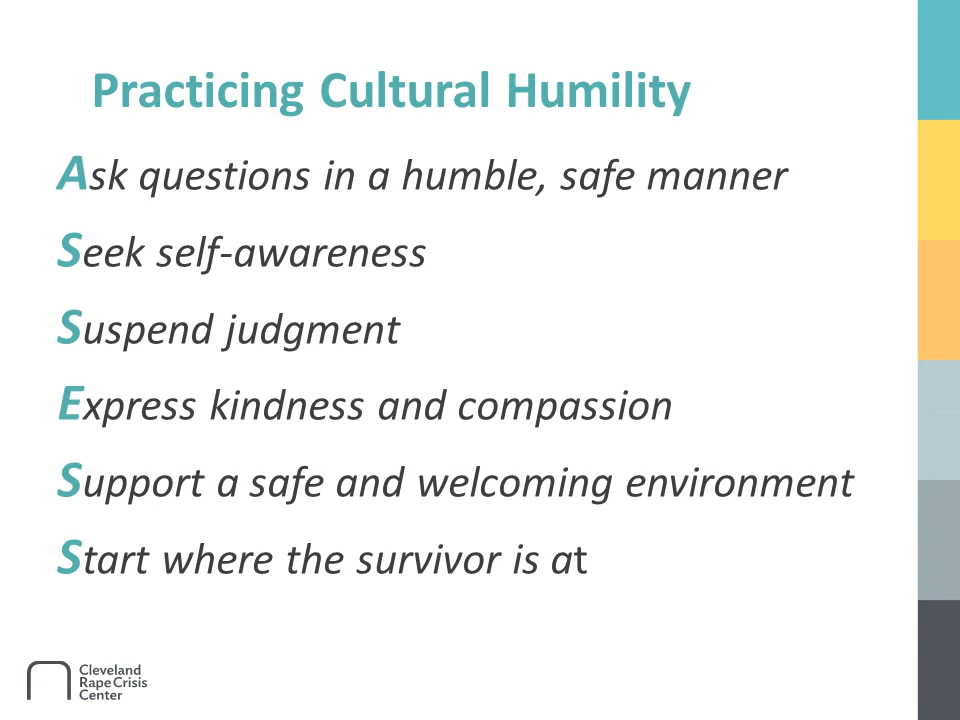 Practicing Cultural Humility
Ask questions in a humble, safe manner
Seek self-awareness
Suspend judgment
Express kindness and compassion
Support a safe and welcoming environment
Start where the survivor is at
Cleveland
Rape Crisis
Center